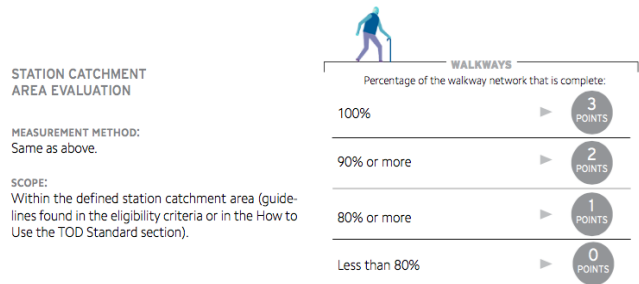 STATION CATCHMENT
AREA EVALUATION
MEASUREMENT METHOD:
Same as above.
SCOPE:
Within the defined station catchment area (guide-
lines found in the eligibility criteria or in the How to
Use the TOD Standard section).
WALKWAYS
Percentage of the walkway network that is complete:
100%
3
POINTS
90% or more
2
POINTS
80% or more
1
POINTS
Less than 80%
0
POINTS